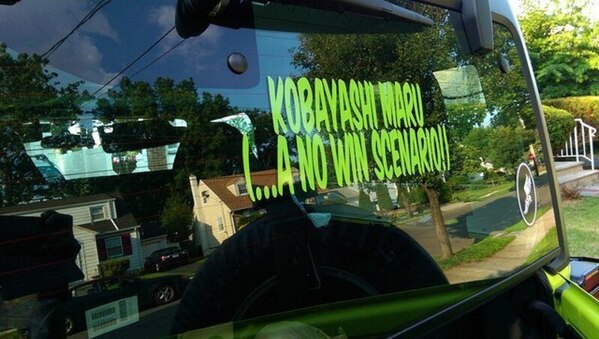 KOBAYASHI MARU
(...A NO WIN SCENARIO!)